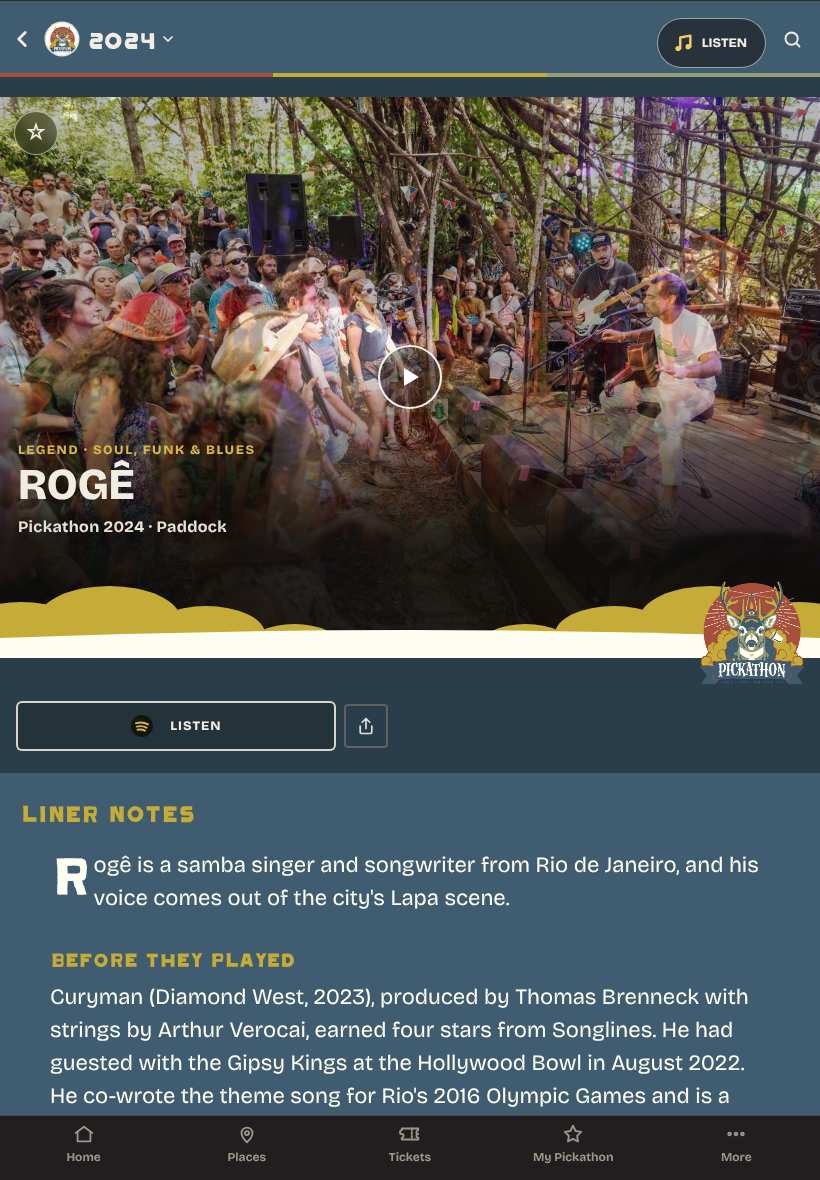 2024
LISTEN
LEGEND · SOUL, FUNK & BLUES
ROGÊ
Pickathon 2024 · Paddock
PICKATHON
LISTEN
LINER NOTES
Rogê is a samba singer and songwriter from Rio de Janeiro, and his
voice comes out of the city's Lapa scene.
BEFORE THEY PLAYED
Curyman (Diamond West, 2023), produced by Thomas Brenneck with
strings by Arthur Verocai, earned four stars from Songlines. He had
guested with the Gipsy Kings at the Hollywood Bowl in August 2022.
He co-wrote the theme song for Rio's 2016 Olympic Games and is a
Home
Places
Tickets
My Pickathon
More